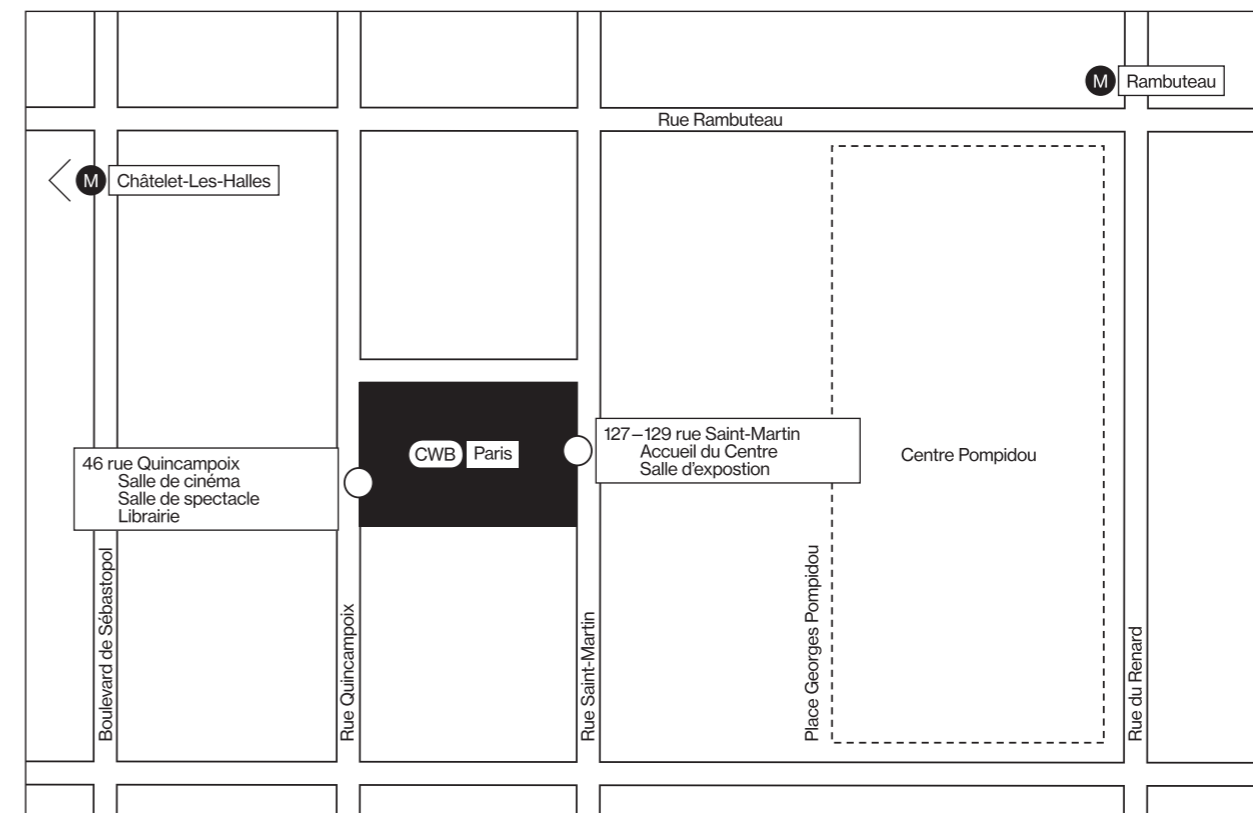 M Rambuteau
Rue Rambuteau
M Châtelet-Les-Halles
127–129 rue Saint-Martin
Accueil du Centre
Salle d'expostion
CWB Paris
Centre Pompidou
46 rue Quincampoix
Salle de cinéma
Salle de spectacle
Librairie
Boulevard de Sébastopol
Rue Quincampoix
Rue Saint-Martin
Place Georges Pompidou
Rue du Renard